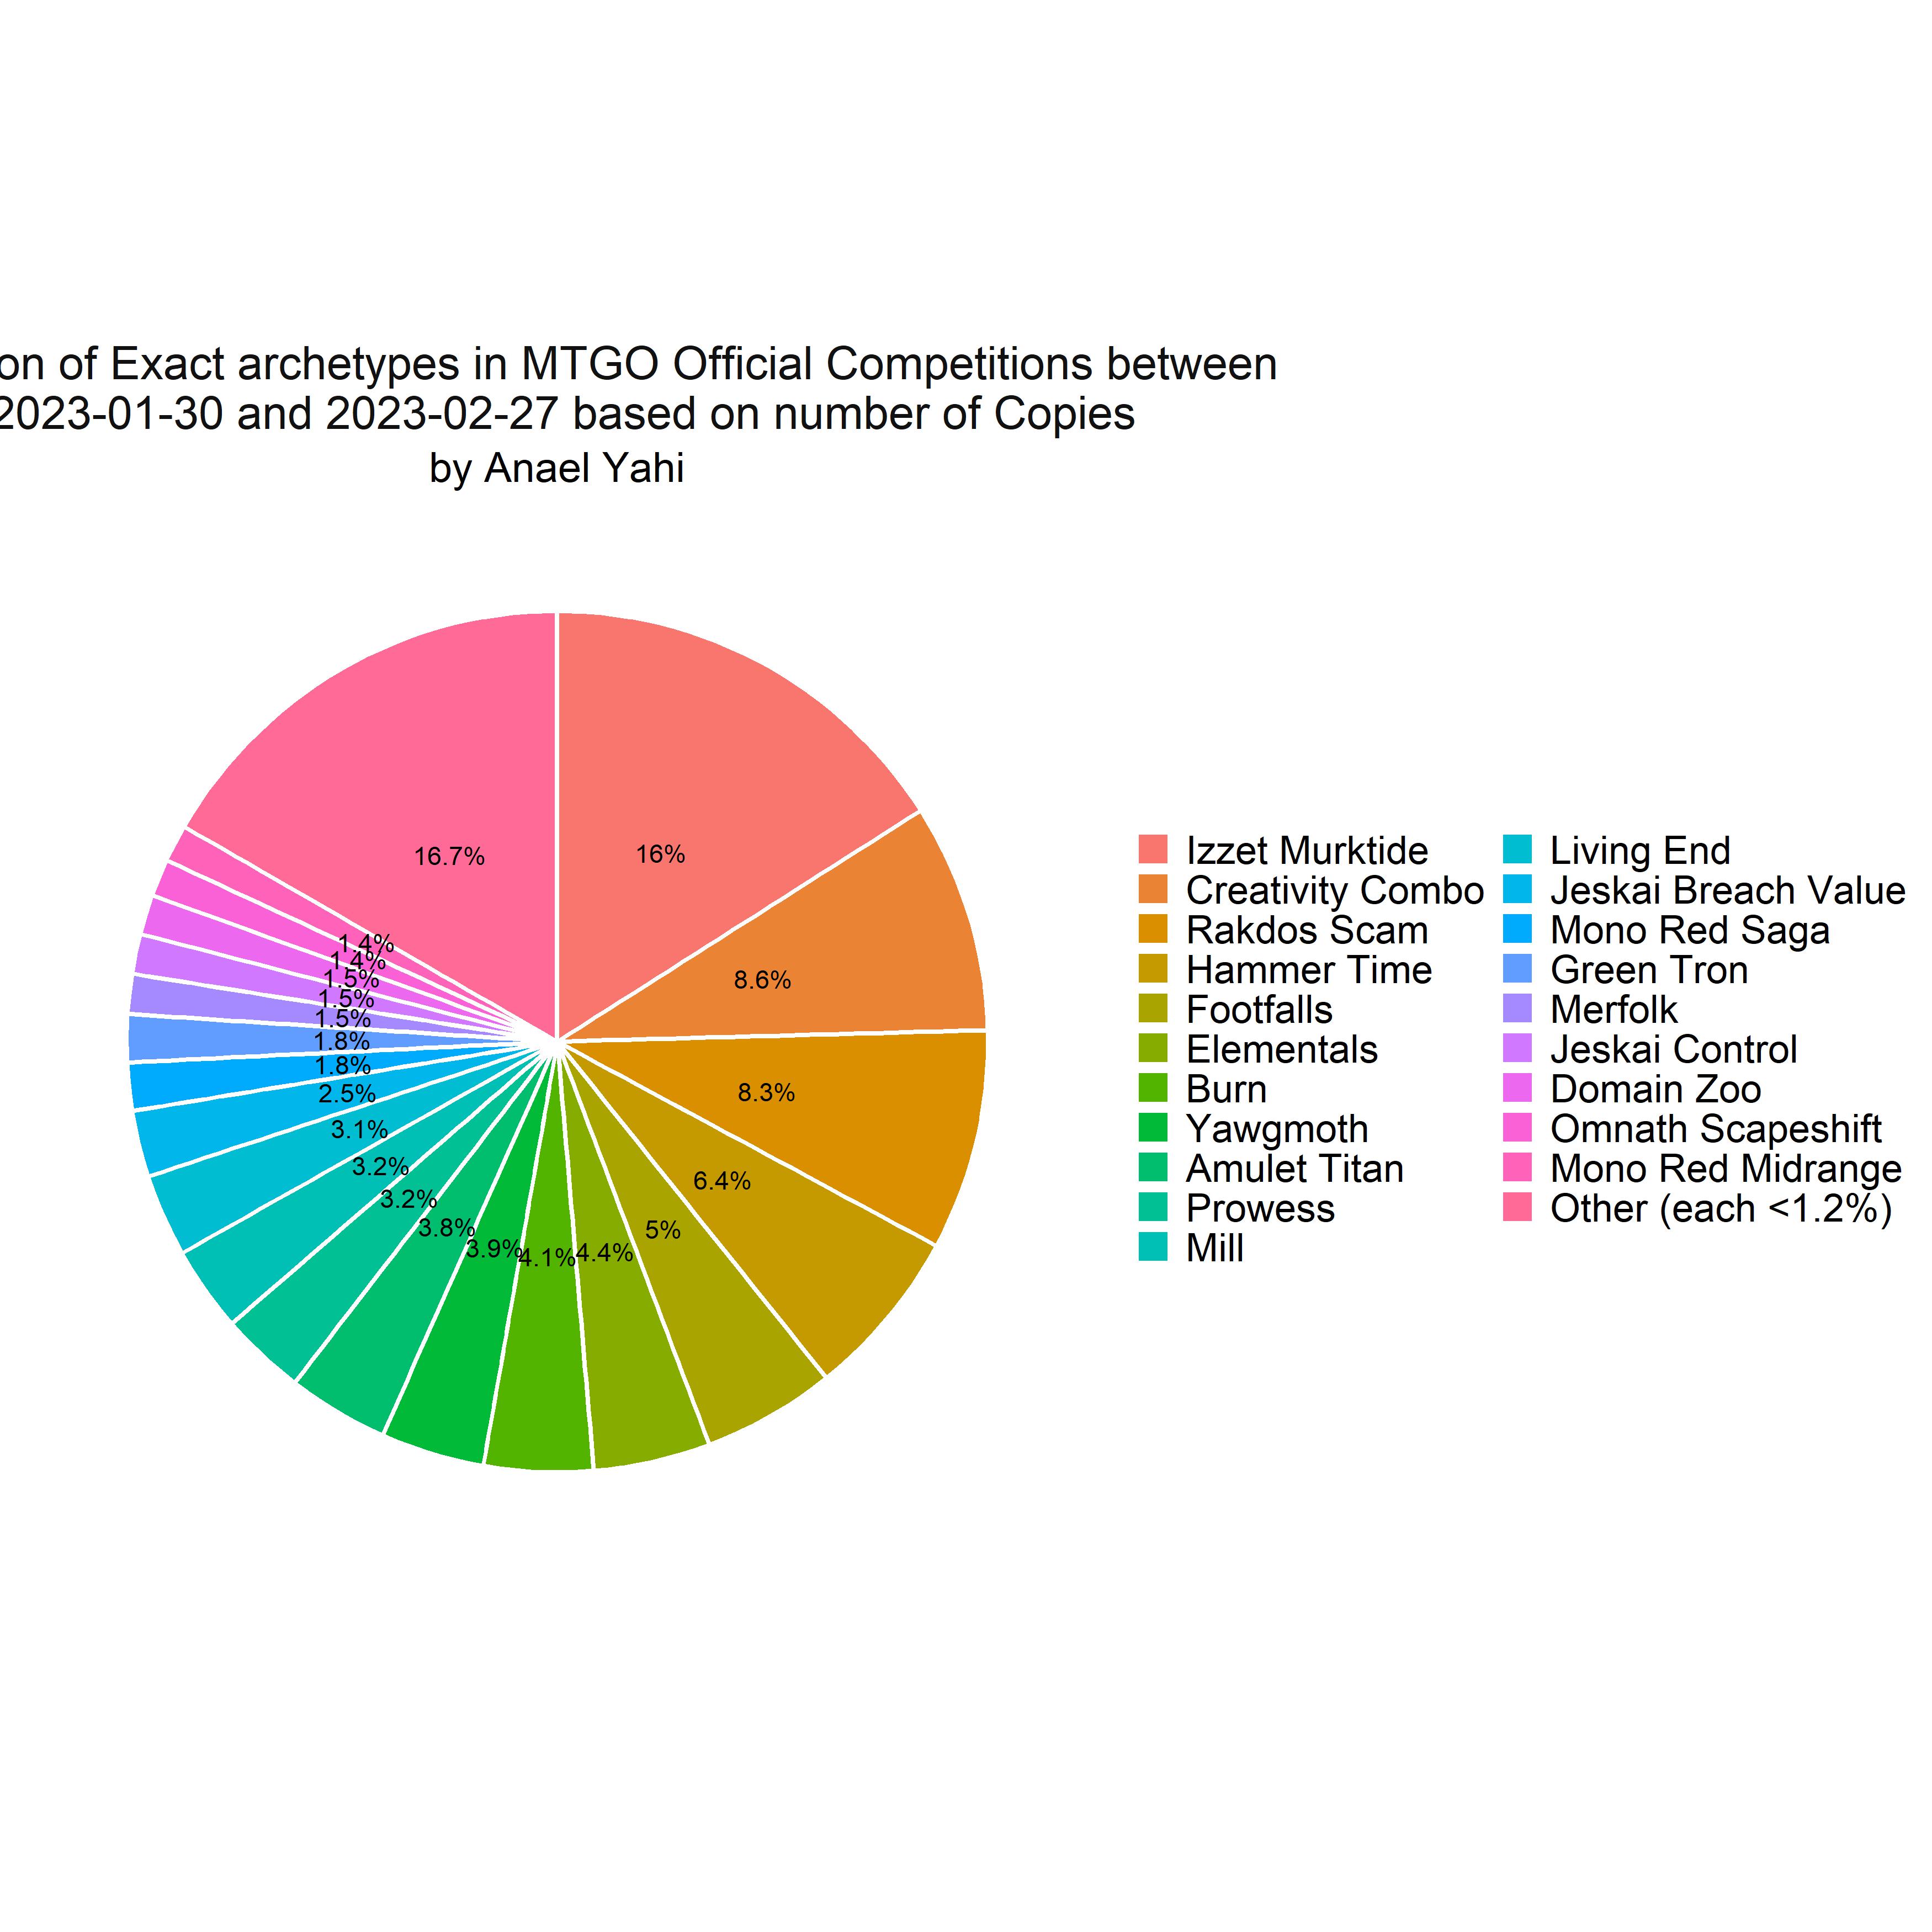 on of Exact archetypes in MTGO Official Competitions between
2023-01-30 and 2023-02-27 based on number of Copies
by Anael Yahi
16.7%
16%
8.6%
8.3%
6.4%
5%
4.4%
4.1%
3.9%
3.8%
3.2%
3.2%
3.1%
2.5%
1.8%
1.8%
1.5%
1.5%
1.5%
1.4%
1.4%
Izzet Murktide
Creativity Combo
Rakdos Scam
Hammer Time
Footfalls
Elementals
Burn
Yawgmoth
Amulet Titan
Prowess
Mill
Living End
Jeskai Breach Value
Mono Red Saga
Green Tron
Merfolk
Jeskai Control
Domain Zoo
Omnath Scapeshift
Mono Red Midrange
Other (each <1.2%)